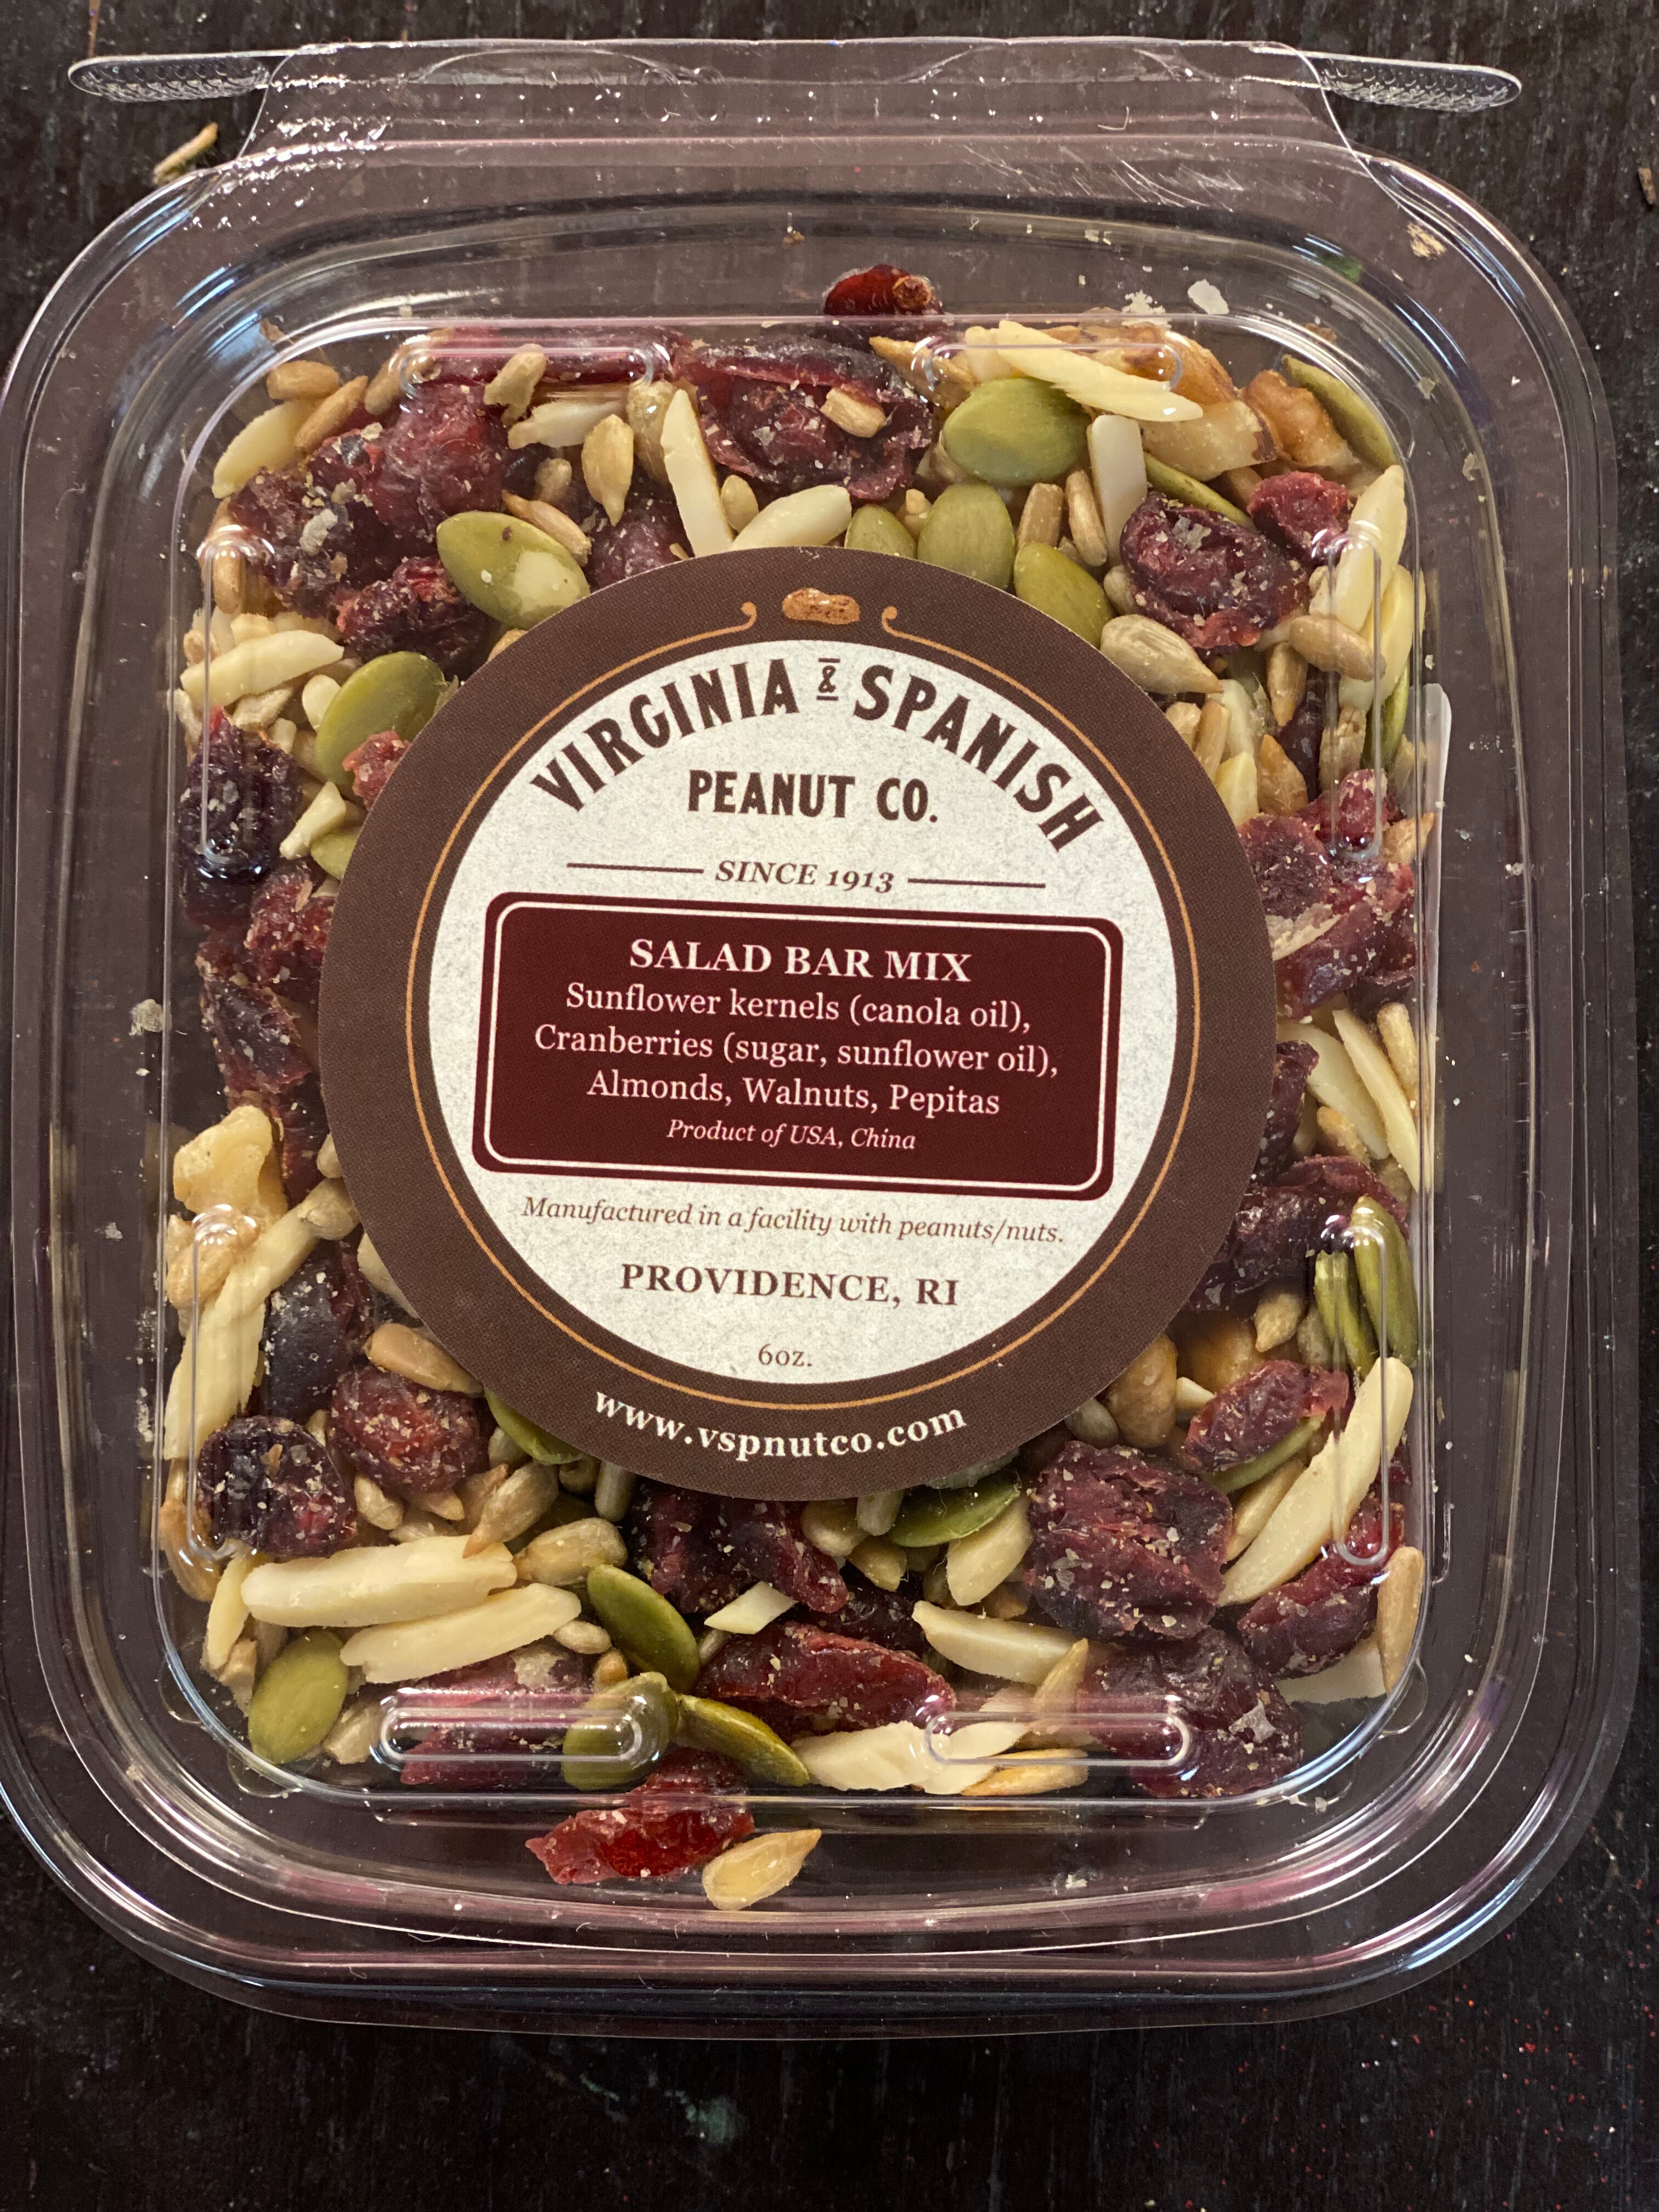 VIRGINIA & SPANISH
PEANUT CO.
SINCE 1913
SALAD BAR MIX
Sunflower kernels (canola oil),
Cranberries (sugar, sunflower oil),
Almonds, Walnuts, Pepitas
Product of USA, China
Manufactured in a facility with peanuts/nuts.
PROVIDENCE, RI
6oz.
www.vspnutco.com